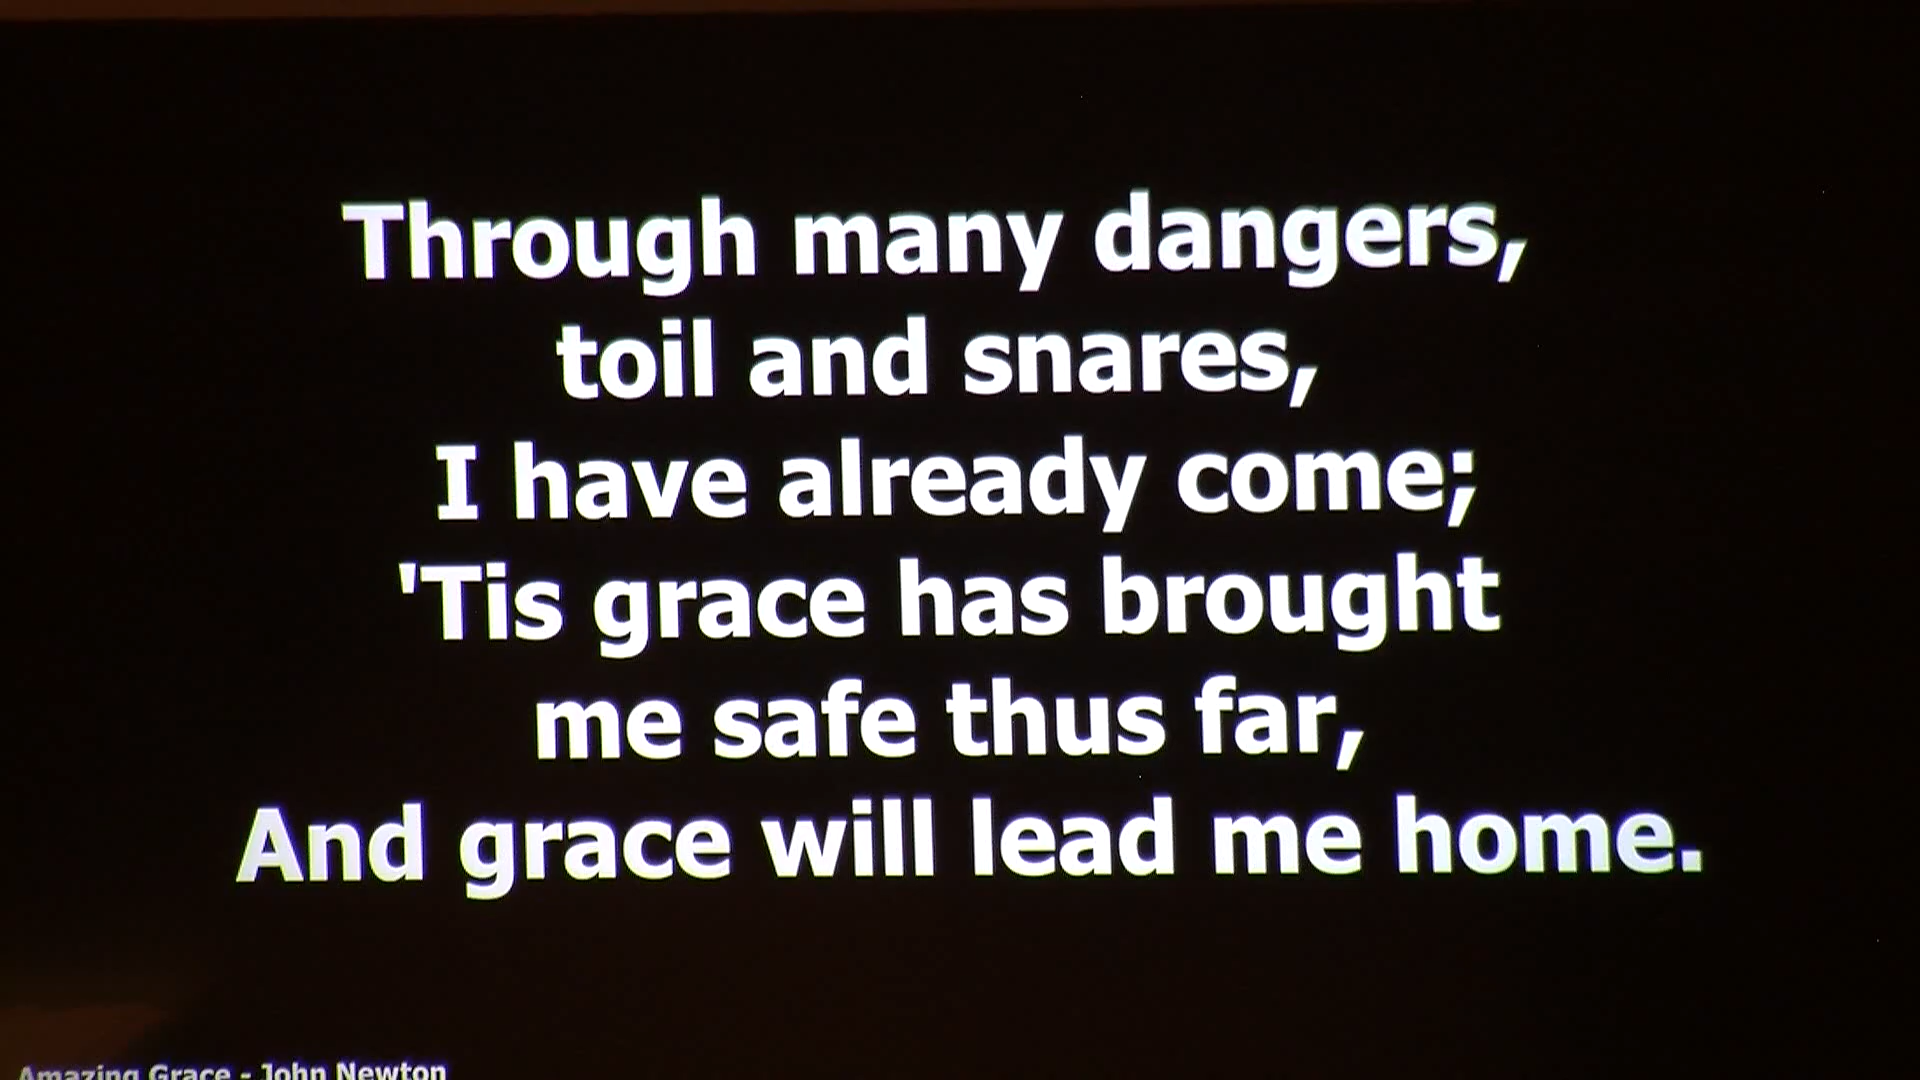 Through many dangers,
toil and snares,
I have already come;
'Tis grace has brought
me safe thus far,
And grace will lead me home.
Amazing Grace - John Newton